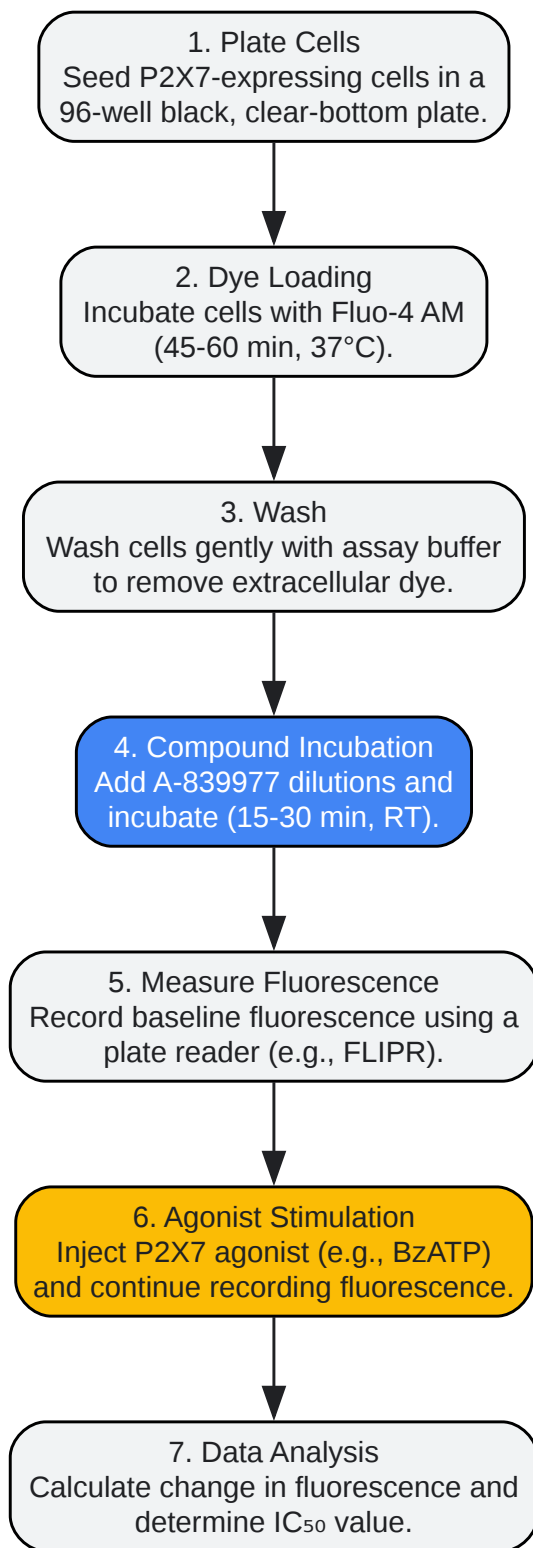 1. Plate Cells
Seed P2X7-expressing cells in a
96-well black, clear-bottom plate.
2. Dye Loading
Incubate cells with Fluo-4 AM
(45-60 min, 37°C).
3. Wash
Wash cells gently with assay buffer
to remove extracellular dye.
4. Compound Incubation
Add A-839977 dilutions and
incubate (15-30 min, RT).
5. Measure Fluorescence
Record baseline fluorescence using a
plate reader (e.g., FLIPR).
6. Agonist Stimulation
Inject P2X7 agonist (e.g., BzATP)
and continue recording fluorescence.
7. Data Analysis
Calculate change in fluorescence and
determine IC₅₀ value.